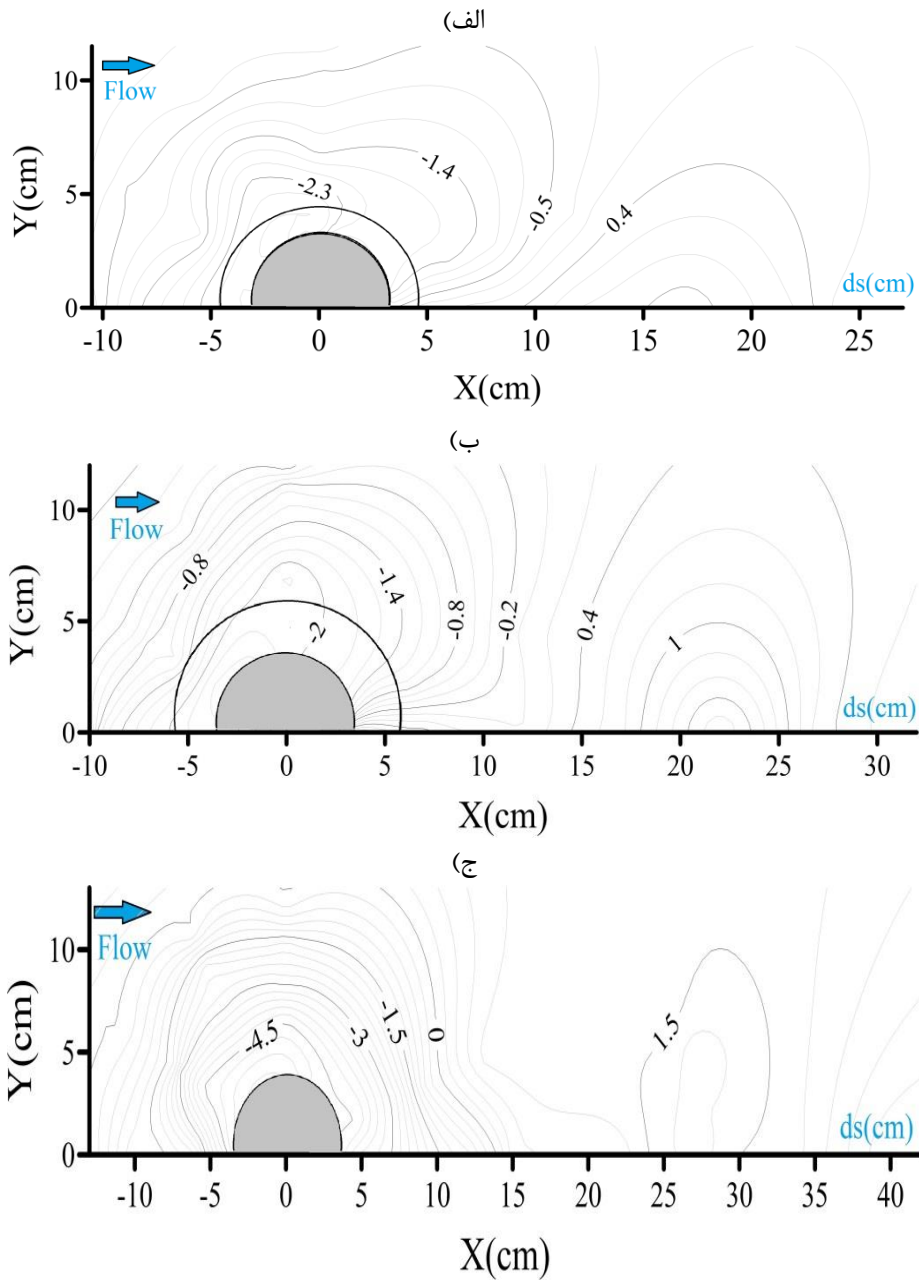 الف)
10
Flow
-1.4
5
-2.3
-0.5
0.4
Y(cm)
ds(cm)
0
-10 -5 0 5 10 15 20 25
X(cm)
ب)
10
Flow
-0.8
-1.4
-0.8
-0.2
0.4
1
5
-2
Y(cm)
ds(cm)
0
-10 -5 0 5 10 15 20 25 30
X(cm)
ج)
10
Flow
-4.5
-3
-1.5
0
1.5
5
Y(cm)
ds(cm)
0
-10 -5 0 5 10 15 20 25 30 35 40
X(cm)